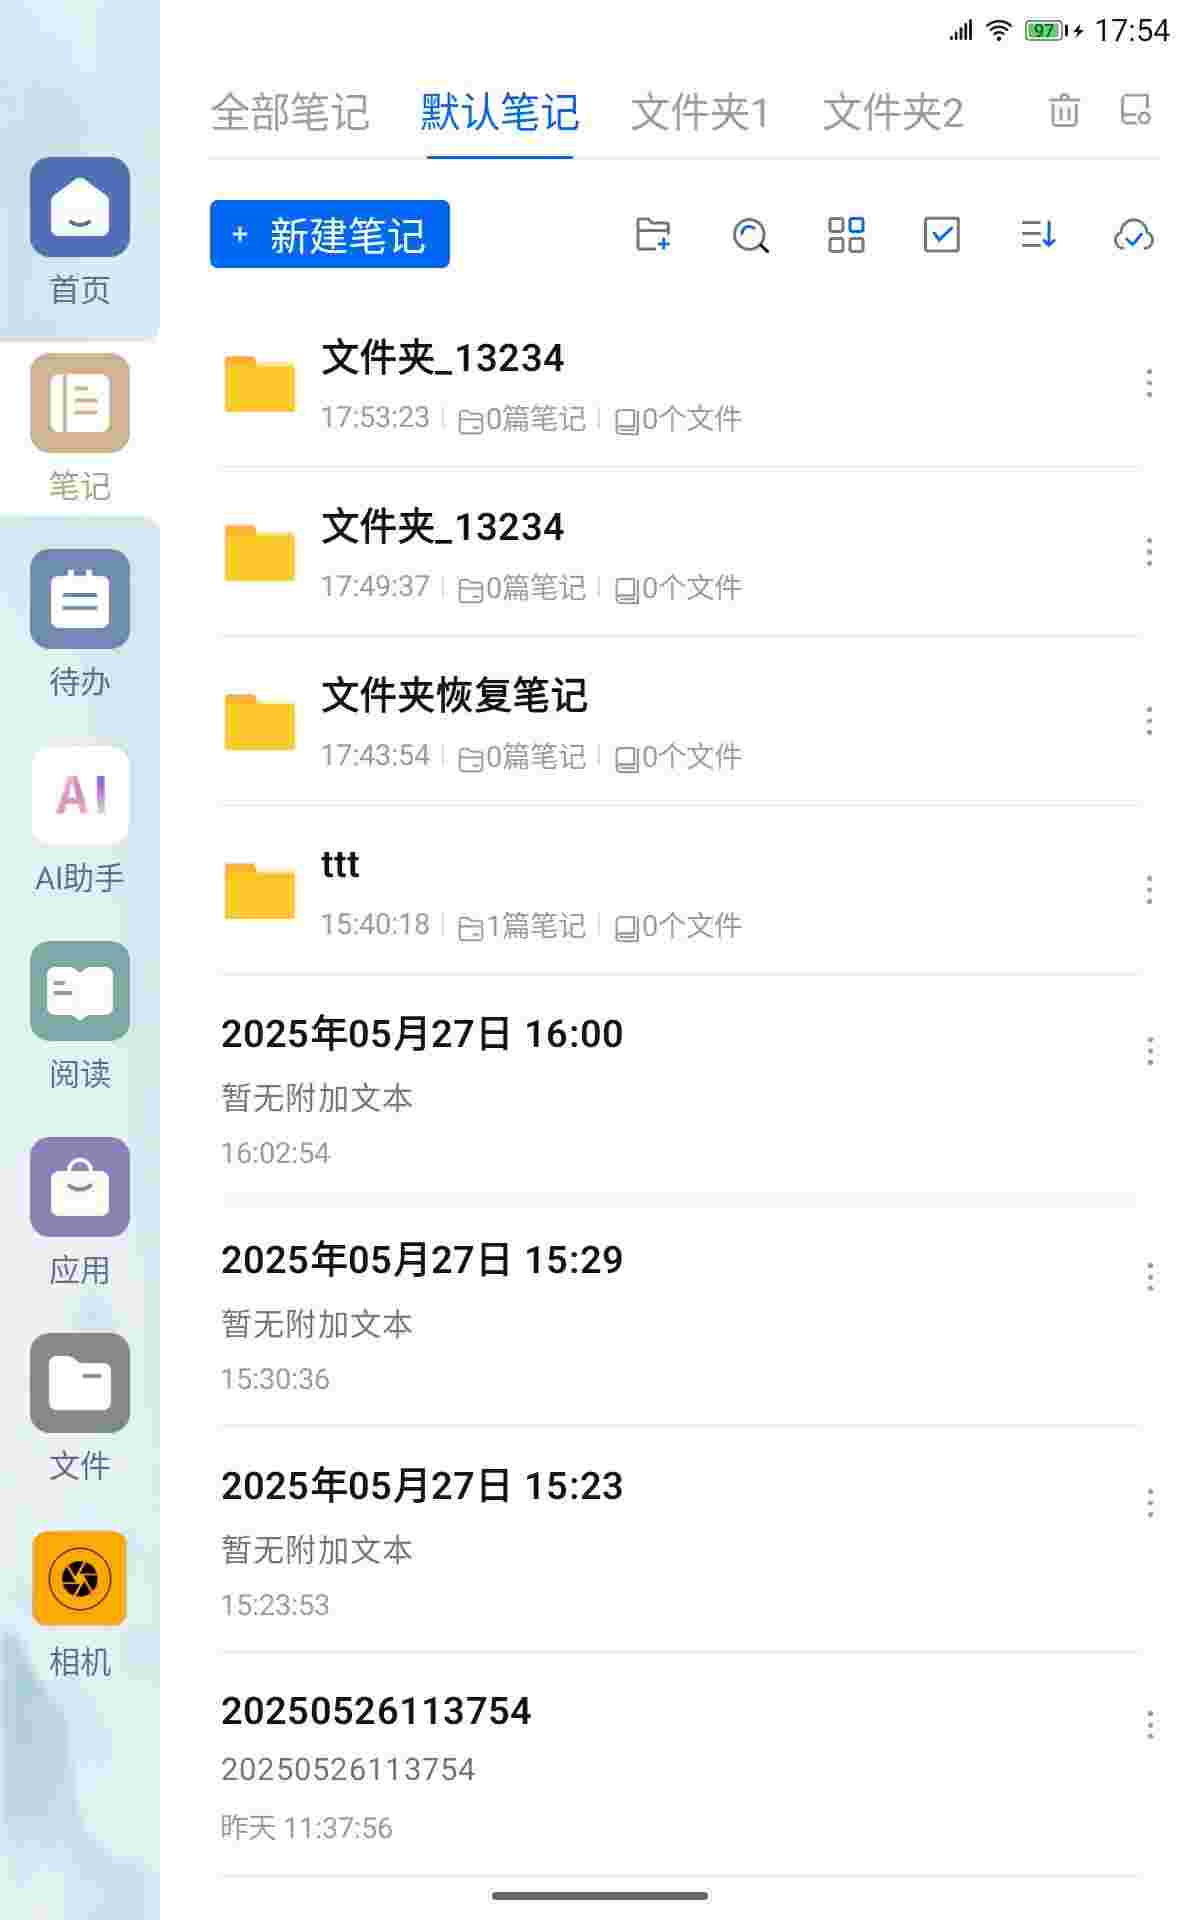 97 17:54
全部笔记 默认笔记 文件夹1 文件夹2
+ 新建笔记
首页
笔记
待办
AI
AI助手
阅读
应用
文件
相机
文件夹_13234
17:53:23 0篇笔记 0个文件
文件夹_13234
17:49:37 0篇笔记 0个文件
文件夹恢复笔记
17:43:54 0篇笔记 0个文件
ttt
15:40:18 1篇笔记 0个文件
2025年05月27日 16:00
暂无附加文本
16:02:54
2025年05月27日 15:29
暂无附加文本
15:30:36
2025年05月27日 15:23
暂无附加文本
15:23:53
20250526113754
20250526113754
昨天 11:37:56